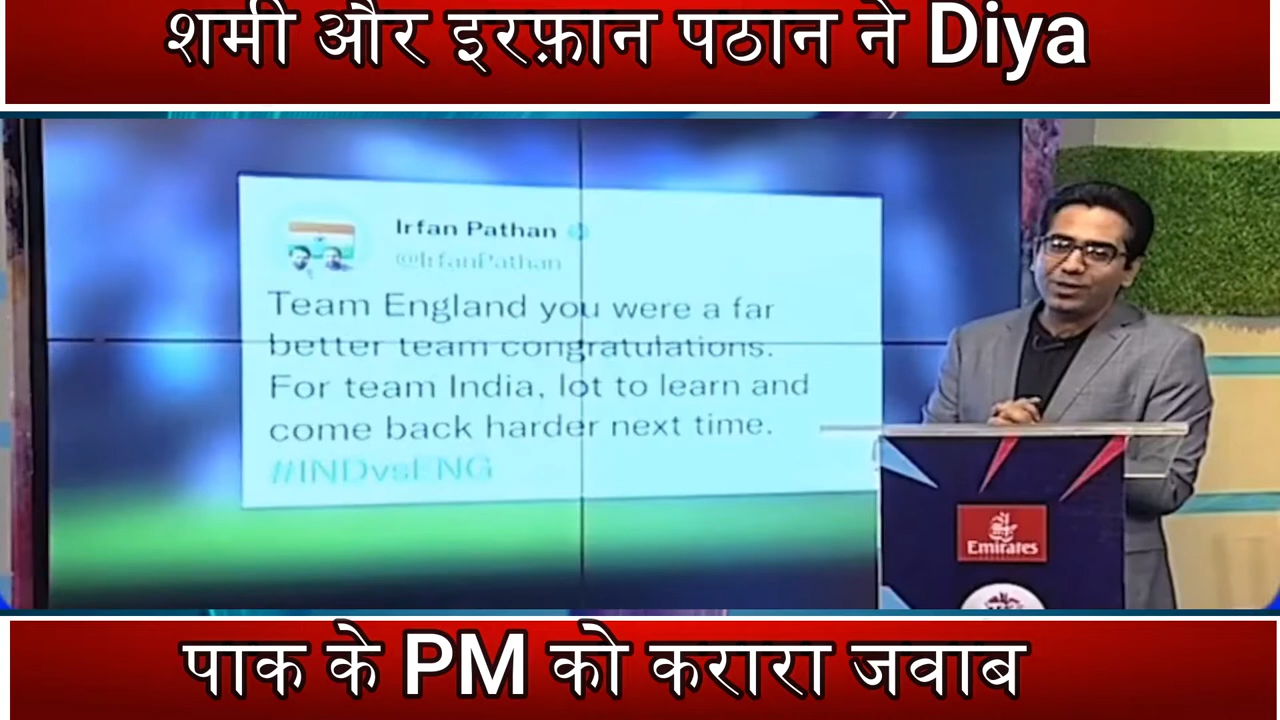 शमी और इरफ़ान पठान ने Diya
Irfan Pathan
@IrfanPathan
Team England you were a far
better team congratulations.
For team India, lot to learn and
come back harder next time.
#INDvsENG
Emirates
पाक के PM को करारा जवाब